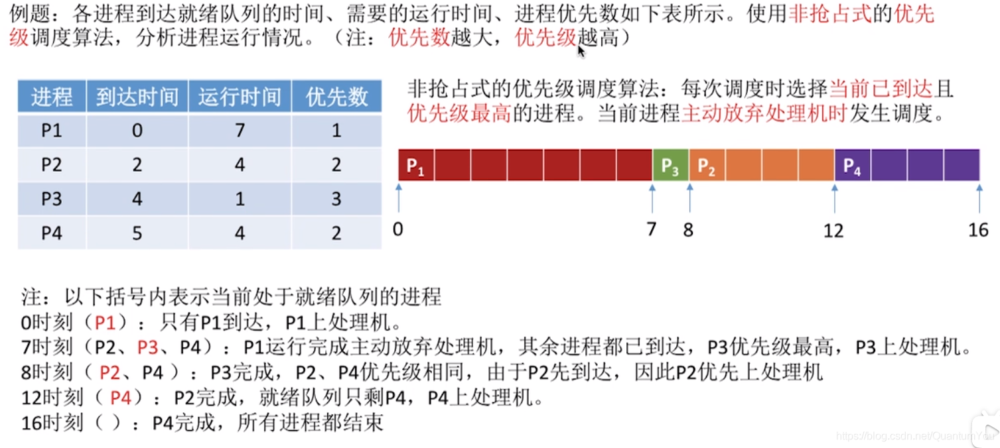 例题：各进程到达就绪队列的时间、需要的运行时间、进程优先数如下表所示。使用非抢占式的优先
级调度算法，分析进程运行情况。（注：优先数越大，优先级越高）
进程 到达时间 运行时间 优先数
P1 0 7 1
P2 2 4 2
P3 4 1 3
P4 5 4 2
非抢占式的优先级调度算法：每次调度时选择当前已到达且
优先级最高的进程。当前进程主动放弃处理机时发生调度。
P1 P3 P2 P4
0 7 8 12 16
注：以下括号内表示当前处于就绪队列的进程
0时刻（P1）：只有P1到达，P1上处理机。
7时刻（P2、P3、P4）：P1运行完成主动放弃处理机，其余进程都已到达，P3优先级最高，P3上处理机。
8时刻（ P2、P4 ）：P3完成，P2、P4优先级相同，由于P2先到达，因此P2优先上处理机
12时刻（ P4）：P2完成，就绪队列只剩P4，P4上处理机。
16时刻（ ）：P4完成，所有进程都结束
https://blog.csdn.net/QuantumYou